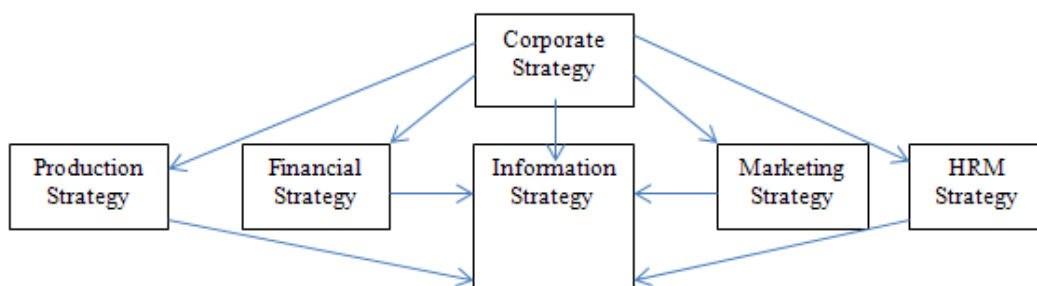 Corporate
Strategy
Production
Strategy
Financial
Strategy
Information
Strategy
Marketing
Strategy
HRM
Strategy